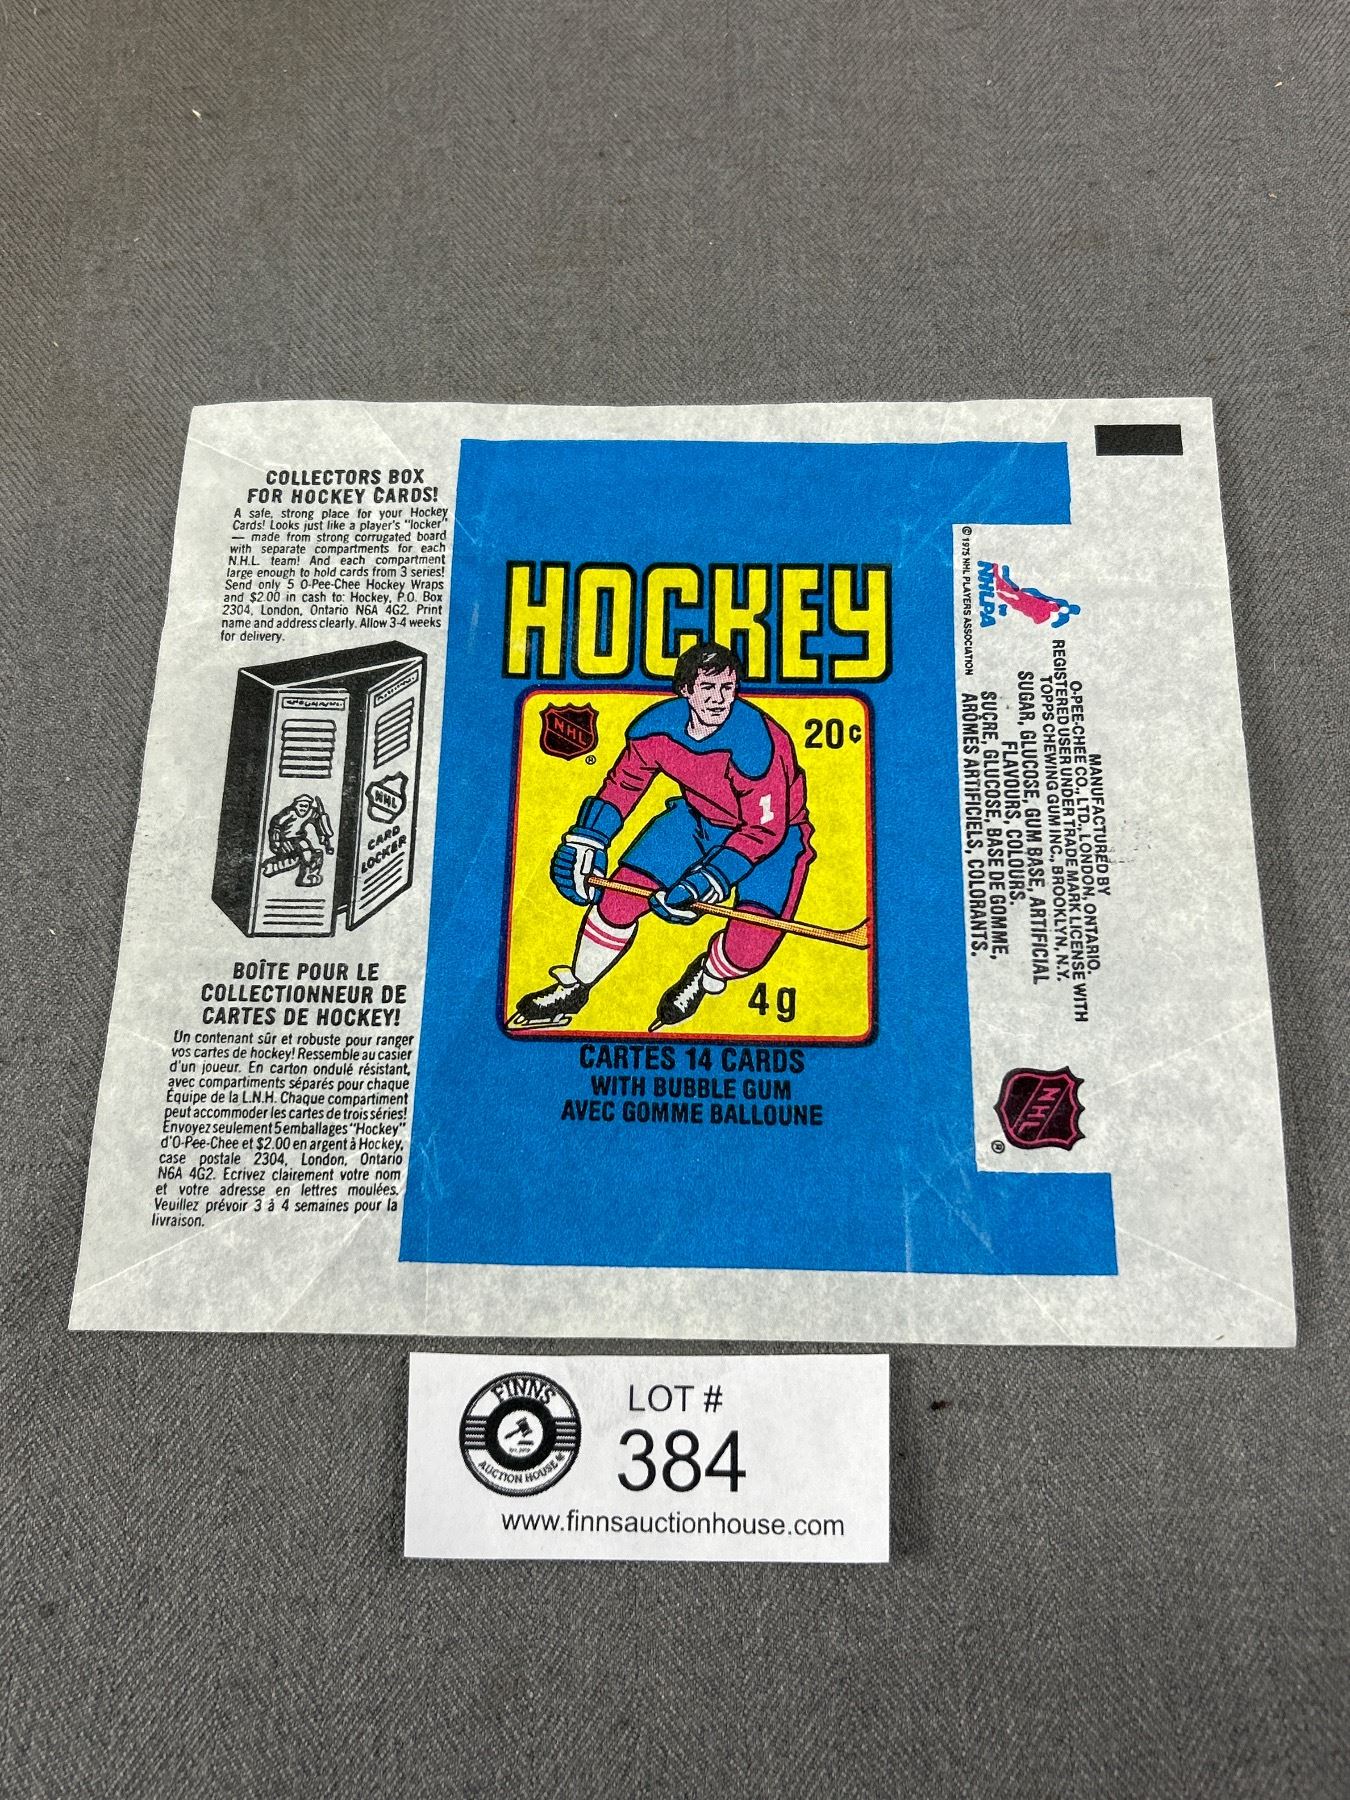 COLLECTORS BOX
FOR HOCKEY CARDS!
A safe, strong place for your Hockey
Cards! Looks just like a player's "locker"
— made from strong corrugated board
with separate compartments for each
N.H.L. team! And each compartment
large enough to hold cards from 3 series!
Send only 5 O-Pee-Chee Hockey Wraps
and $2.00 in cash to: Hockey, P.O. Box
2304, London, Ontario N6A 4G2. Print
name and address clearly. Allow 3-4 weeks
for delivery.
NHL
CARD
LOCKER
BOÎTE POUR LE
COLLECTIONNEUR DE
CARTES DE HOCKEY!
Un contenant sûr et robuste pour ranger
vos cartes de hockey! Ressemble au casier
d'un joueur. En carton ondulé résistant,
avec compartiments séparés pour chaque
Équipe de la L.N.H. Chaque compartiment
peut accommoder les cartes de trois séries!
Envoyez seulement 5 emballages "Hockey"
d'O-Pee-Chee et $2.00 en argent à Hockey,
case postale 2304, London, Ontario
N6A 4G2. Ecrivez clairement votre nom
et votre adresse en lettres moulées.
Veuillez prévoir 3 à 4 semaines pour la
livraison.
HOCKEY
NHL
®
20¢
1
4g
CARTES 14 CARDS
WITH BUBBLE GUM
AVEC GOMME BALLOUNE
© 1975 NHL PLAYERS ASSOCIATION
NHLPA
MANUFACTURED BY
O-PEE-CHEE CO., LTD., LONDON, ONTARIO.
REGISTERED USER UNDER TRADE MARK LICENSE WITH
TOPPS CHEWING GUM INC., BROOKLYN, N.Y.
SUGAR, GLUCOSE, GUM BASE, ARTIFICIAL
FLAVOURS, COLOURS.
SUCRE, GLUCOSE, BASE DE GOMME,
ARÔMES ARTIFICIELS, COLORANTS.
NHL
®
FINNS
AUCTION HOUSE
LOT #
384
www.finnsauctionhouse.com